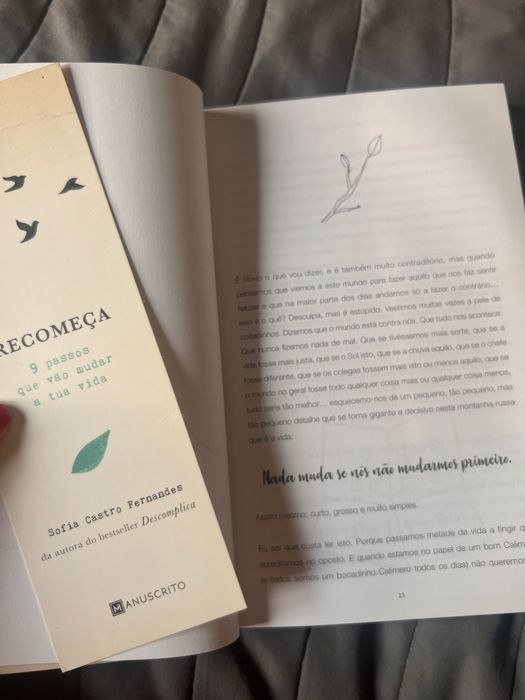 RECOMEÇA
9 passos
que vão mudar
a tua vida
Sofia Castro Fernandes
da autora do bestseller Descomplica
M MANUSCRITO
É óbvio o que vou dizer, e é também muito contraditório, mas quando
pensamos que viemos a este mundo para fazer aquilo que nos faz sentir
felizes e que na maior parte dos dias andamos só a fazer o contrário...
isso é o quê? Desculpa, mas é estúpido. Vestimos muitas vezes a pele de
coitadinhos. Dizemos que o mundo está contra nós. Que tudo nos acontece.
Que nunca fizemos nada de mal. Que se tivéssemos mais sorte, que se a
vida fosse mais justa, que se o Sol isto, que se a chuva aquilo, que se o chefe
fosse diferente, que se os colegas fossem mais isto ou menos aquilo, que se
o mundo no geral fosse todo qualquer coisa mais ou qualquer coisa menos,
tudo seria tão melhor... esquecemo-nos de um pequeno, tão pequeno, mas
tão pequeno detalhe que se torna gigante e decisivo nesta montanha-russa
que é a vida:
Nada muda se nós não mudarmos primeiro.
Assim mesmo: curto, grosso e muito simples.
Eu sei que custa ler isto. Porque passamos metade da vida a fingir q
acreditamos no oposto. E quando estamos no papel de um bom Calim
(e todos somos um bocadinho Calimero todos os dias) não queremo
23